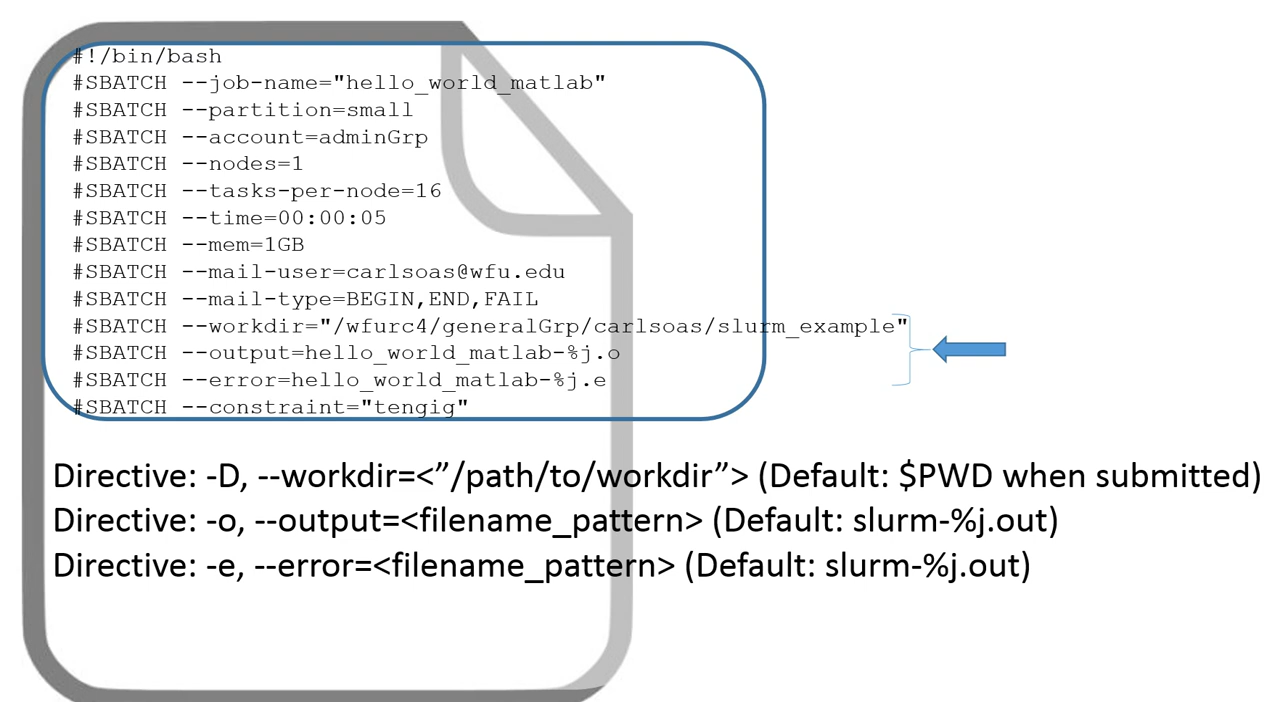 #!/bin/bash
#SBATCH --job-name="hello_world_matlab"
#SBATCH --partition=small
#SBATCH --account=adminGrp
#SBATCH --nodes=1
#SBATCH --tasks-per-node=16
#SBATCH --time=00:00:05
#SBATCH --mem=1GB
#SBATCH --mail-user=carlsoas@wfu.edu
#SBATCH --mail-type=BEGIN,END,FAIL
#SBATCH --workdir="/wfurc4/generalGrp/carlsoas/slurm_example"
#SBATCH --output=hello_world_matlab-%j.o
#SBATCH --error=hello_world_matlab-%j.e
#SBATCH --constraint="tengig"
Directive: -D, --workdir=<”/path/to/workdir”> (Default: $PWD when submitted)
Directive: -o, --output=<filename_pattern> (Default: slurm-%j.out)
Directive: -e, --error=<filename_pattern> (Default: slurm-%j.out)